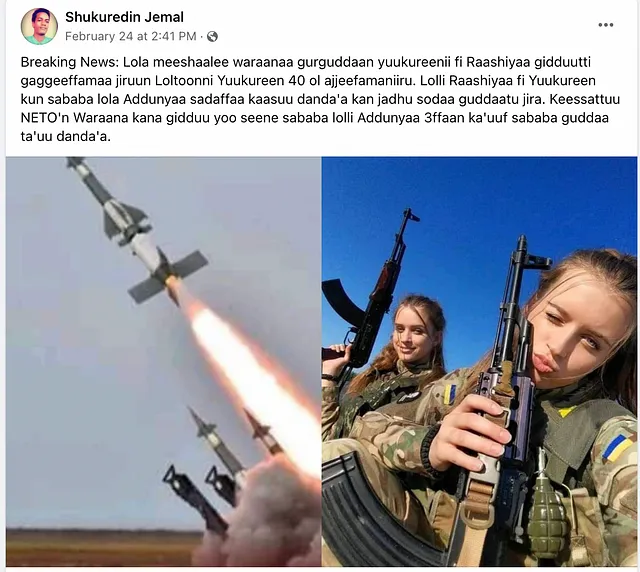 Shukuredin Jemal
February 24 at 2:41 PM ·
Breaking News: Lola meeshaalee waraanaa gurguddaan yuukureenii fi Raashiyaa gidduutti
gaggeeffamaa jiruun Loltoonni Yuukureen 40 ol ajjeefamaniiru. Lolli Raashiyaa fi Yuukureen
kun sababa lola Addunyaa sadaffaa kaasuu danda'a kan jadhu sodaa guddaatu jira. Keessattuu
NETO'n Waraana kana gidduu yoo seene sababa lolli Addunyaa 3ffaan ka'uuf sababa guddaa
ta'uu danda'a.